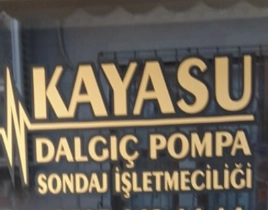 KAYASU
DALGIÇ POMPA
SONDAJ İŞLETMECİLİĞİ